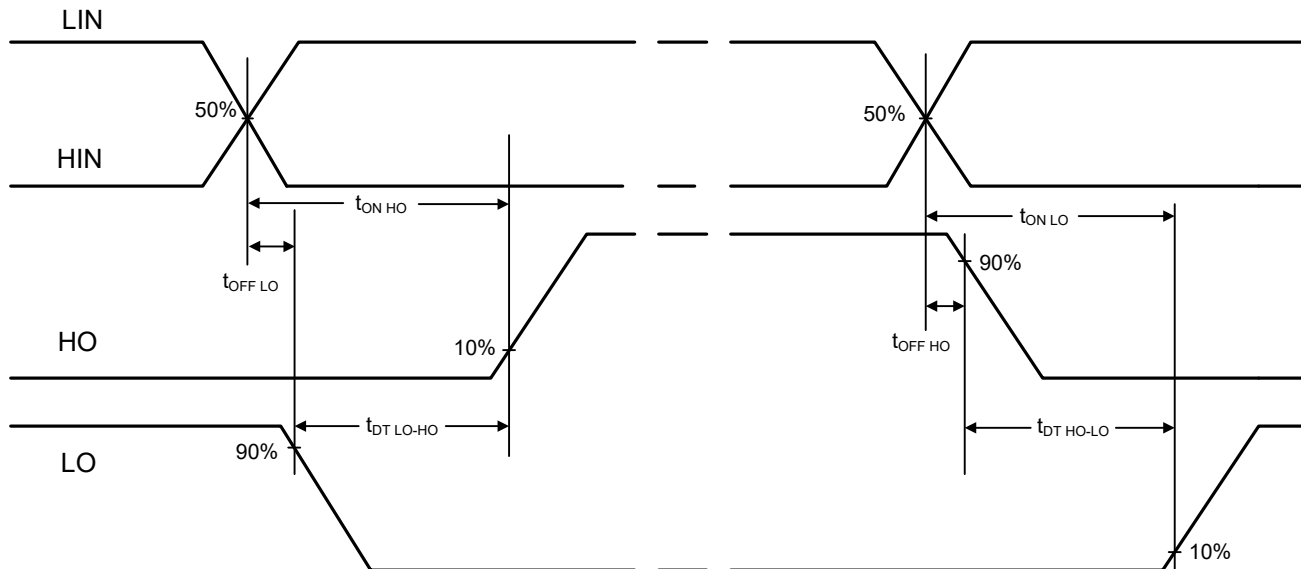 LIN
50%
50%
HIN
tON HO
tON LO
tOFF LO
90%
tOFF HO
HO
10%
tDT LO-HO
tDT HO-LO
90%
LO
10%